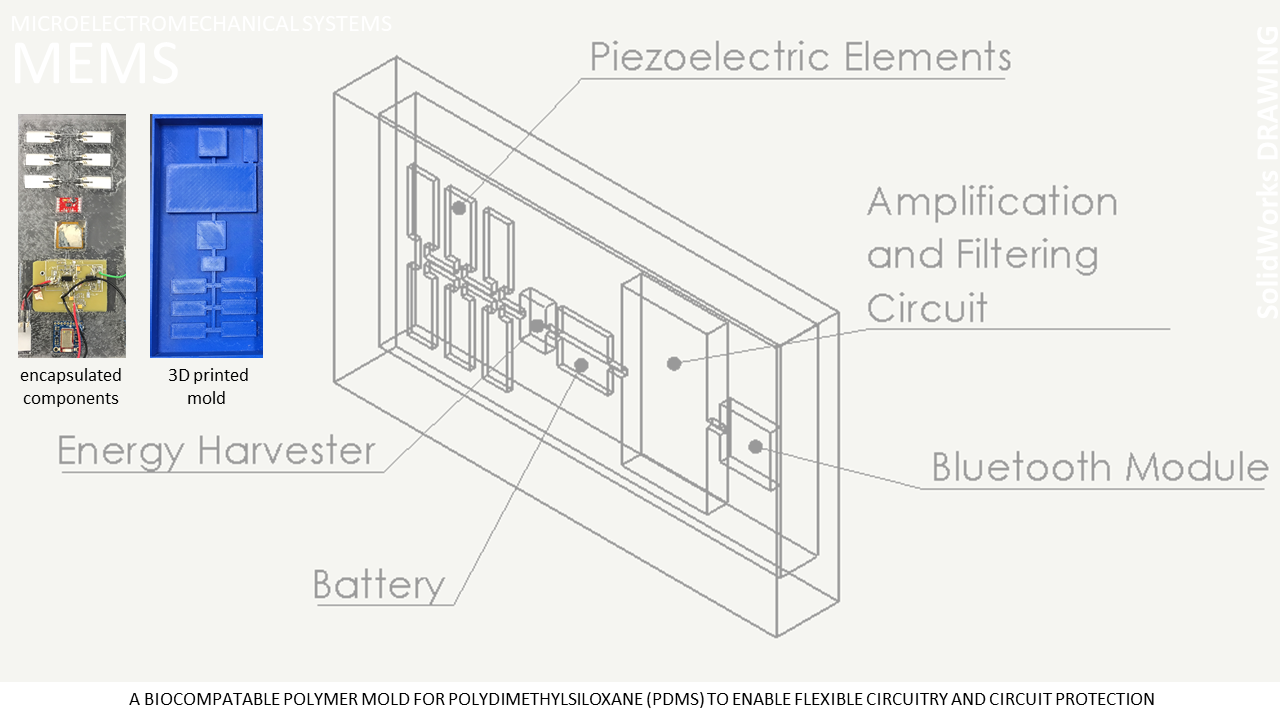 MICROELECTROMECHANICAL SYSTEMS
MEMS
Piezoelectric Elements
SolidWorks DRAWING
Amplification
and Filtering
Circuit
encapsulated
components
3D printed
mold
Energy Harvester
Bluetooth Module
Battery
A BIOCOMPATABLE POLYMER MOLD FOR POLYDIMETHYLSILOXANE (PDMS) TO ENABLE FLEXIBLE CIRCUITRY AND CIRCUIT PROTECTION